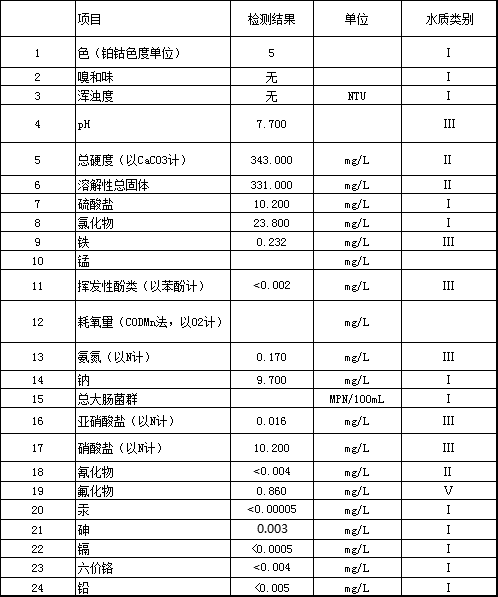 项目 检测结果 单位 水质类别
1 色（铂钴色度单位） 5 Ⅰ
2 嗅和味 无 Ⅰ
3 浑浊度 无 NTU Ⅰ
4 pH 7.700 Ⅲ
5 总硬度（以CaCO3计） 343.000 mg/L Ⅱ
6 溶解性总固体 331.000 mg/L Ⅱ
7 硫酸盐 10.200 mg/L Ⅰ
8 氯化物 23.800 mg/L Ⅰ
9 铁 0.232 mg/L Ⅲ
10 锰 mg/L
11 挥发性酚类（以苯酚计） <0.002 mg/L Ⅲ
12 耗氧量（CODMn法，以O2计） mg/L
13 氨氮（以N计） 0.170 mg/L Ⅲ
14 钠 9.700 mg/L Ⅰ
15 总大肠菌群 MPN/100mL Ⅰ
16 亚硝酸盐（以N计） 0.016 mg/L Ⅲ
17 硝酸盐（以N计） 10.200 mg/L Ⅲ
18 氰化物 <0.004 mg/L Ⅱ
19 氟化物 0.860 mg/L Ⅴ
20 汞 <0.00005 mg/L Ⅰ
21 砷 0.003 mg/L Ⅰ
22 镉 <0.0005 mg/L Ⅰ
23 六价铬 <0.004 mg/L Ⅰ
24 铅 <0.005 mg/L Ⅰ